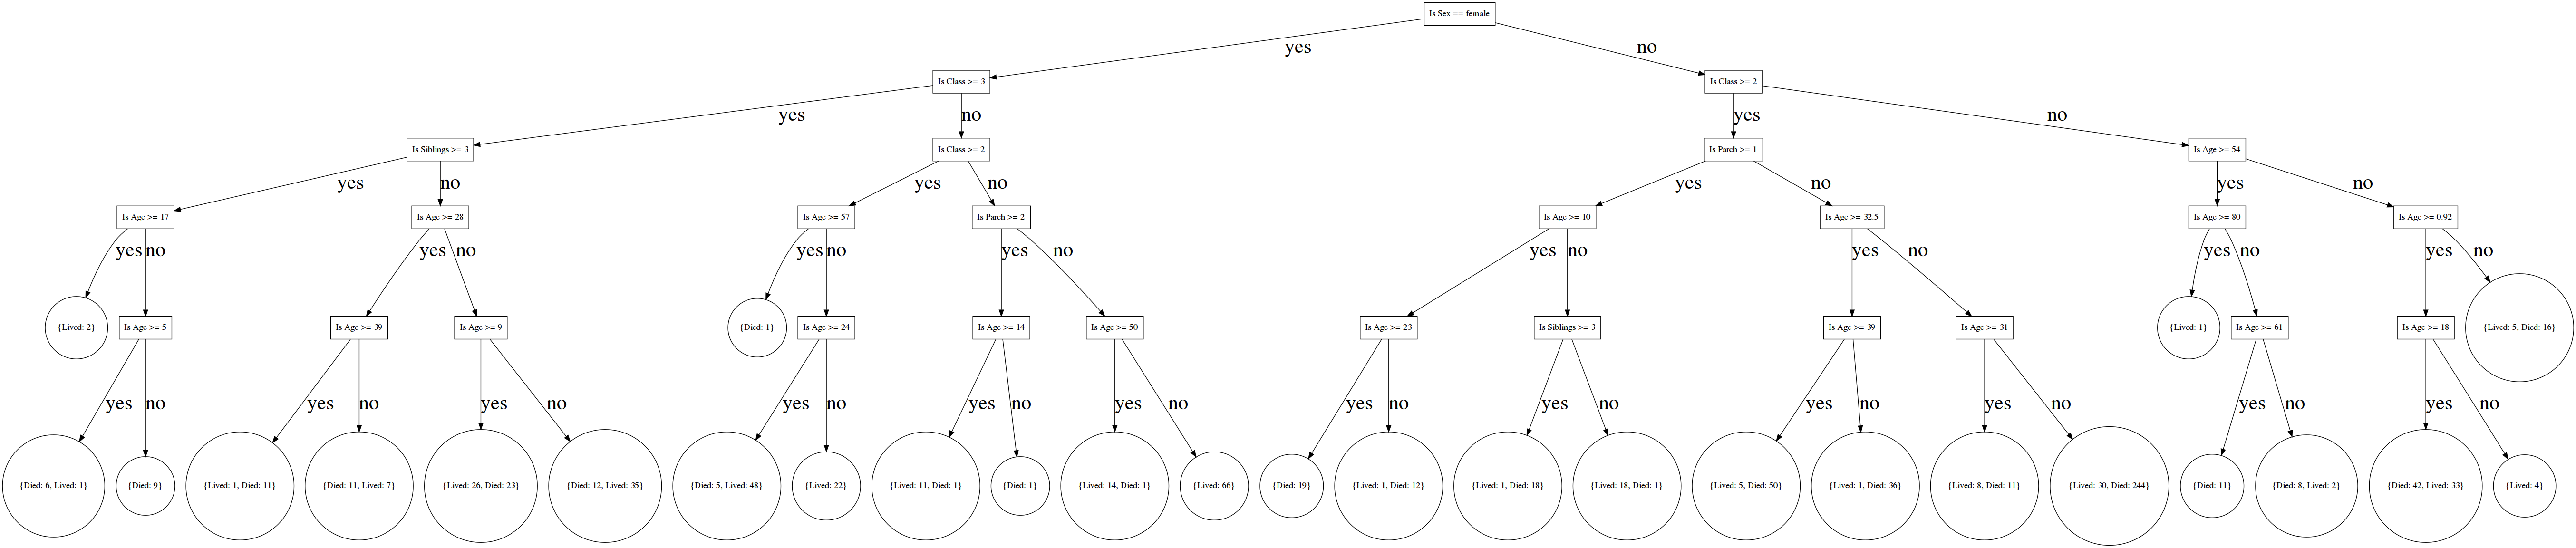 Is Sex == female
yes
no
Is Class >= 3
Is Class >= 2
yes
no
yes
no
Is Siblings >= 3
Is Class >= 2
Is Parch >= 1
Is Age >= 54
yes
no
yes
no
yes
no
yes
no
Is Age >= 17
Is Age >= 28
Is Age >= 57
Is Parch >= 2
Is Age >= 10
Is Age >= 32.5
Is Age >= 80
Is Age >= 0.92
yes
no
yes
no
yes
no
yes
no
yes
no
yes
no
yes
no
yes
no
{Lived: 2}
Is Age >= 5
Is Age >= 39
Is Age >= 9
{Died: 1}
Is Age >= 24
Is Age >= 14
Is Age >= 50
Is Age >= 23
Is Siblings >= 3
Is Age >= 39
Is Age >= 31
{Lived: 1}
Is Age >= 61
Is Age >= 18
{Lived: 5, Died: 16}
yes
no
yes
no
yes
no
yes
no
yes
no
yes
no
yes
no
yes
no
yes
no
yes
no
yes
no
yes
no
{Died: 6, Lived: 1}
{Died: 9}
{Lived: 1, Died: 11}
{Died: 11, Lived: 7}
{Lived: 26, Died: 23}
{Died: 12, Lived: 35}
{Died: 5, Lived: 48}
{Lived: 22}
{Lived: 11, Died: 1}
{Died: 1}
{Lived: 14, Died: 1}
{Lived: 66}
{Died: 19}
{Lived: 1, Died: 12}
{Lived: 1, Died: 18}
{Lived: 18, Died: 1}
{Lived: 5, Died: 50}
{Lived: 1, Died: 36}
{Lived: 8, Died: 11}
{Lived: 30, Died: 244}
{Died: 11}
{Died: 8, Lived: 2}
{Died: 42, Lived: 33}
{Lived: 4}